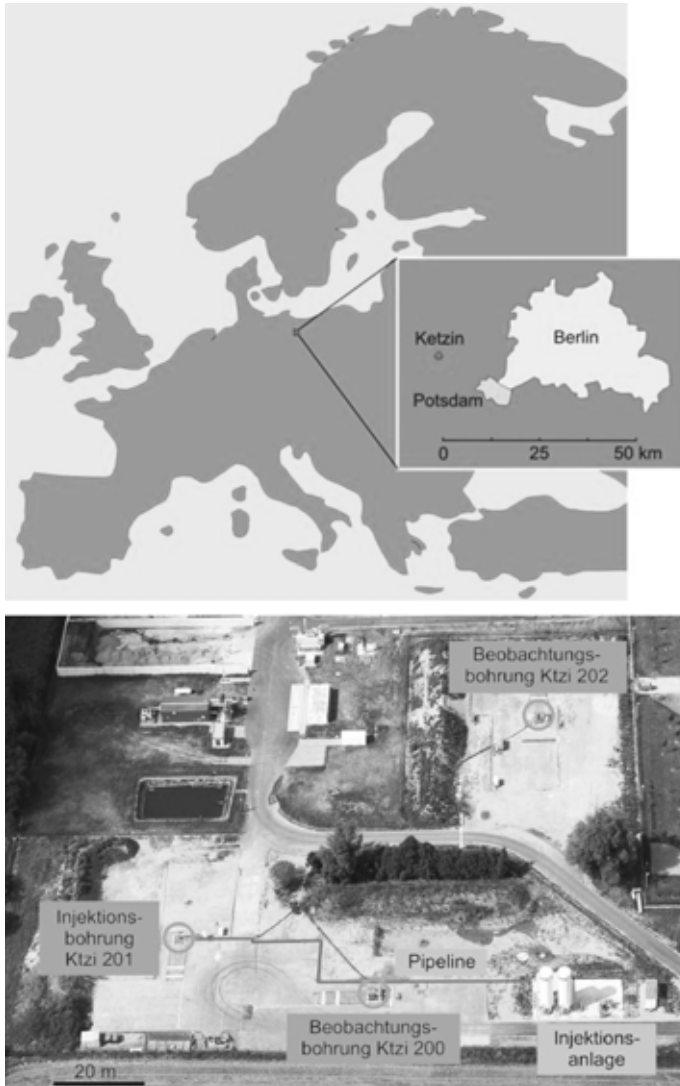 Ketzin
Berlin
Potsdam
0 25 50 km
Beobachtungs-
bohrung Ktzi 202
Injektions-
bohrung
Ktzi 201
Pipeline
Beobachtungs-
bohrung Ktzi 200
Injektions-
anlage
20 m